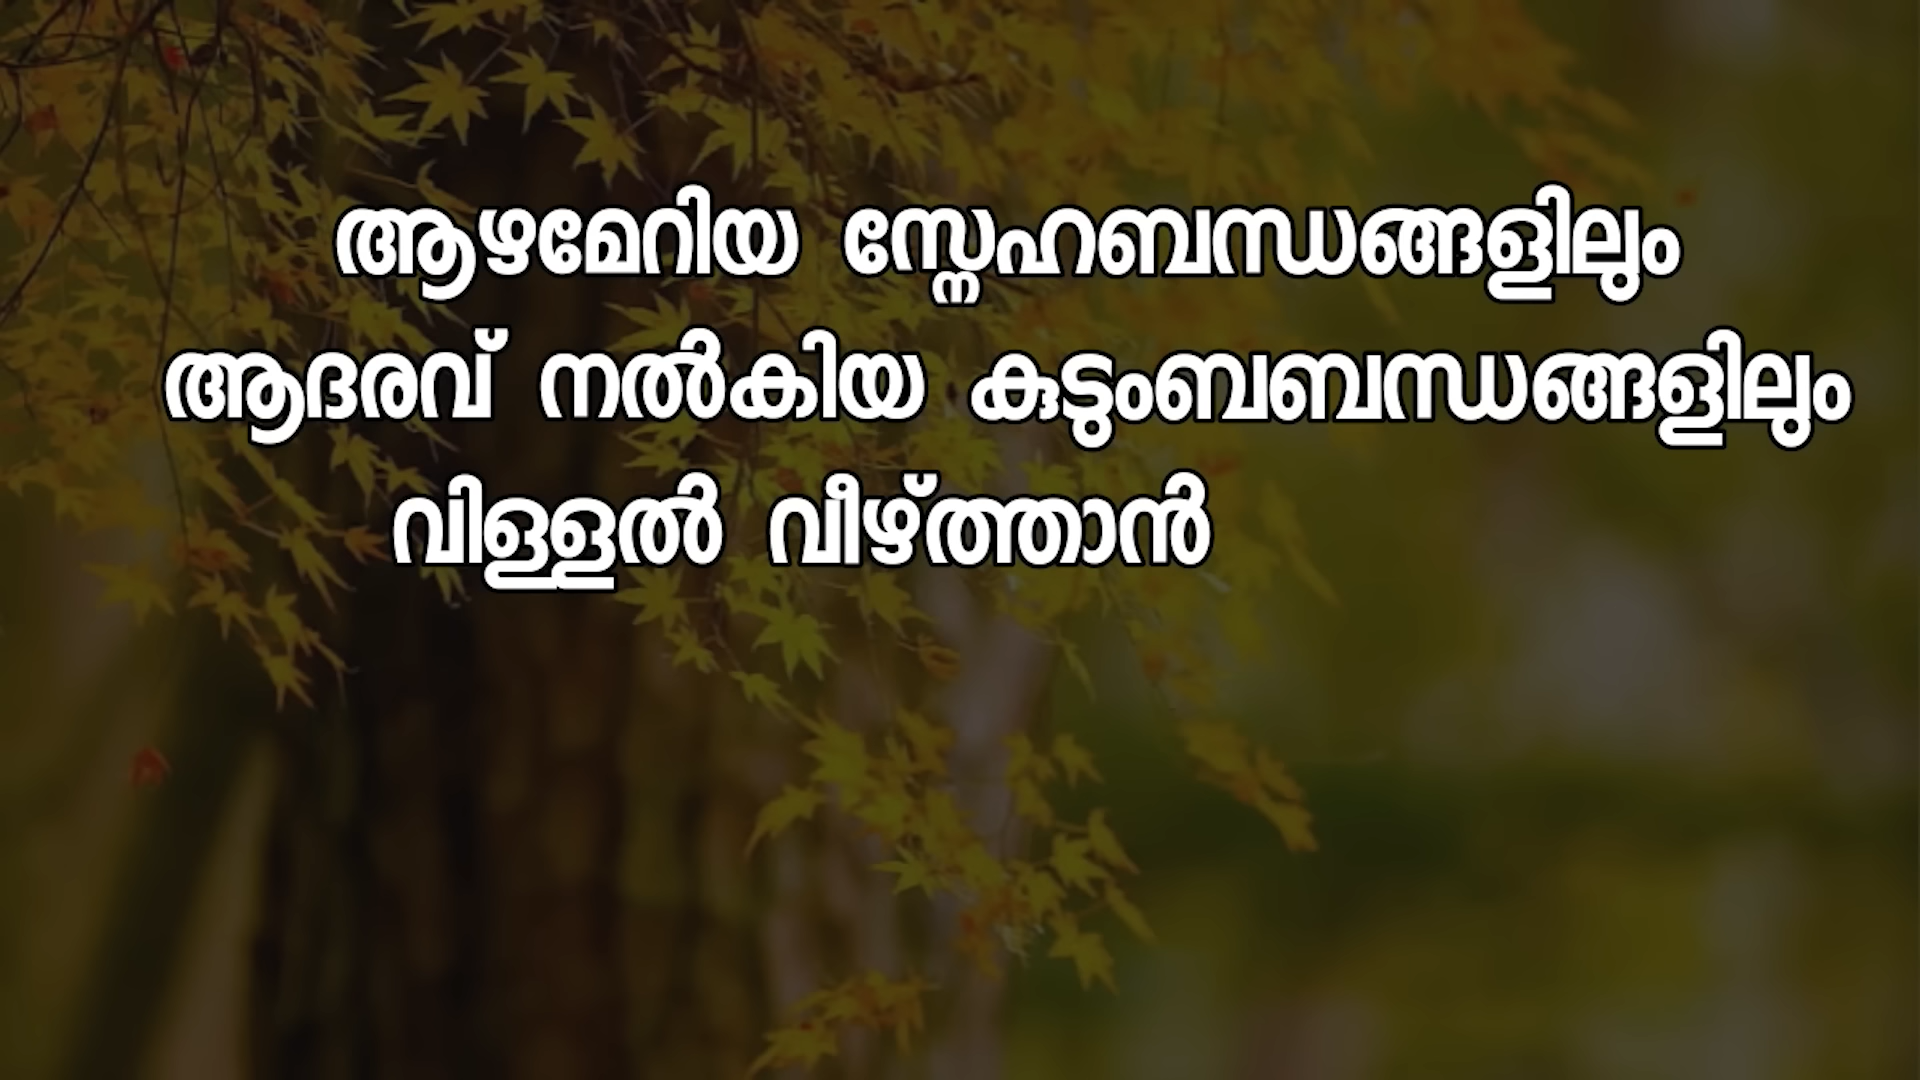 ആഴമേറിയ സ്നേഹബന്ധങ്ങളിലും
ആദരവ് നൽകിയ കുടുംബബന്ധങ്ങളിലും
വിള്ളൽ വീഴ്ത്താൻ